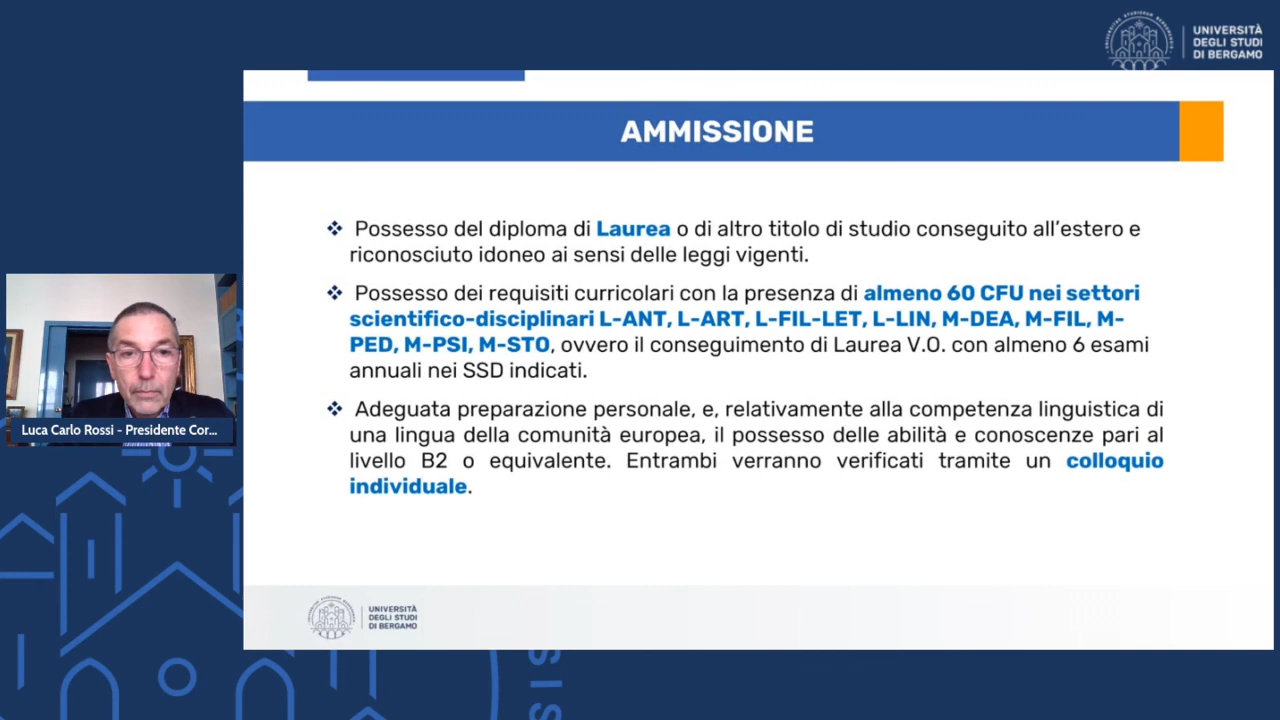 UNIVERSITÀ
DEGLI STUDI
DI BERGAMO
AMMISSIONE
❖ Possesso del diploma di Laurea o di altro titolo di studio conseguito all'estero e
riconosciuto idoneo ai sensi delle leggi vigenti.
❖ Possesso dei requisiti curricolari con la presenza di almeno 60 CFU nei settori
scientifico-disciplinari L-ANT, L-ART, L-FIL-LET, L-LIN, M-DEA, M-FIL, M-
PED, M-PSI, M-STO, ovvero il conseguimento di Laurea V.O. con almeno 6 esami
annuali nei SSD indicati.
❖ Adeguata preparazione personale, e, relativamente alla competenza linguistica di
una lingua della comunità europea, il possesso delle abilità e conoscenze pari al
livello B2 o equivalente. Entrambi verranno verificati tramite un colloquio
individuale.
Luca Carlo Rossi - Presidente Cor...
UNIVERSITÀ
DEGLI STUDI
DI BERGAMO